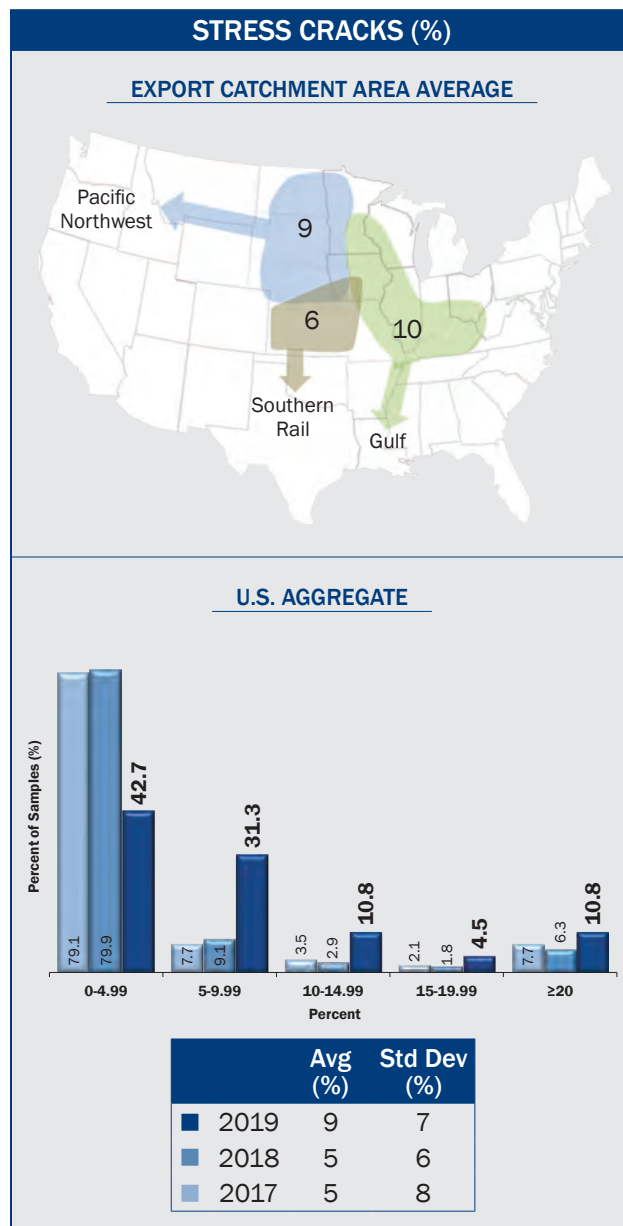 STRESS CRACKS (%)
EXPORT CATCHMENT AREA AVERAGE
Pacific
Northwest
9
6
10
Southern
Rail
Gulf
U.S. AGGREGATE
Percent of Samples (%)
79.1
79.9
42.7
7.7
9.1
31.3
3.5
2.9
10.8
2.1
1.8
4.5
7.7
6.3
10.8
0-4.99
5-9.99
10-14.99
15-19.99
≥20
Percent
Avg Std Dev
(%) (%)
2019 9 7
2018 5 6
2017 5 8